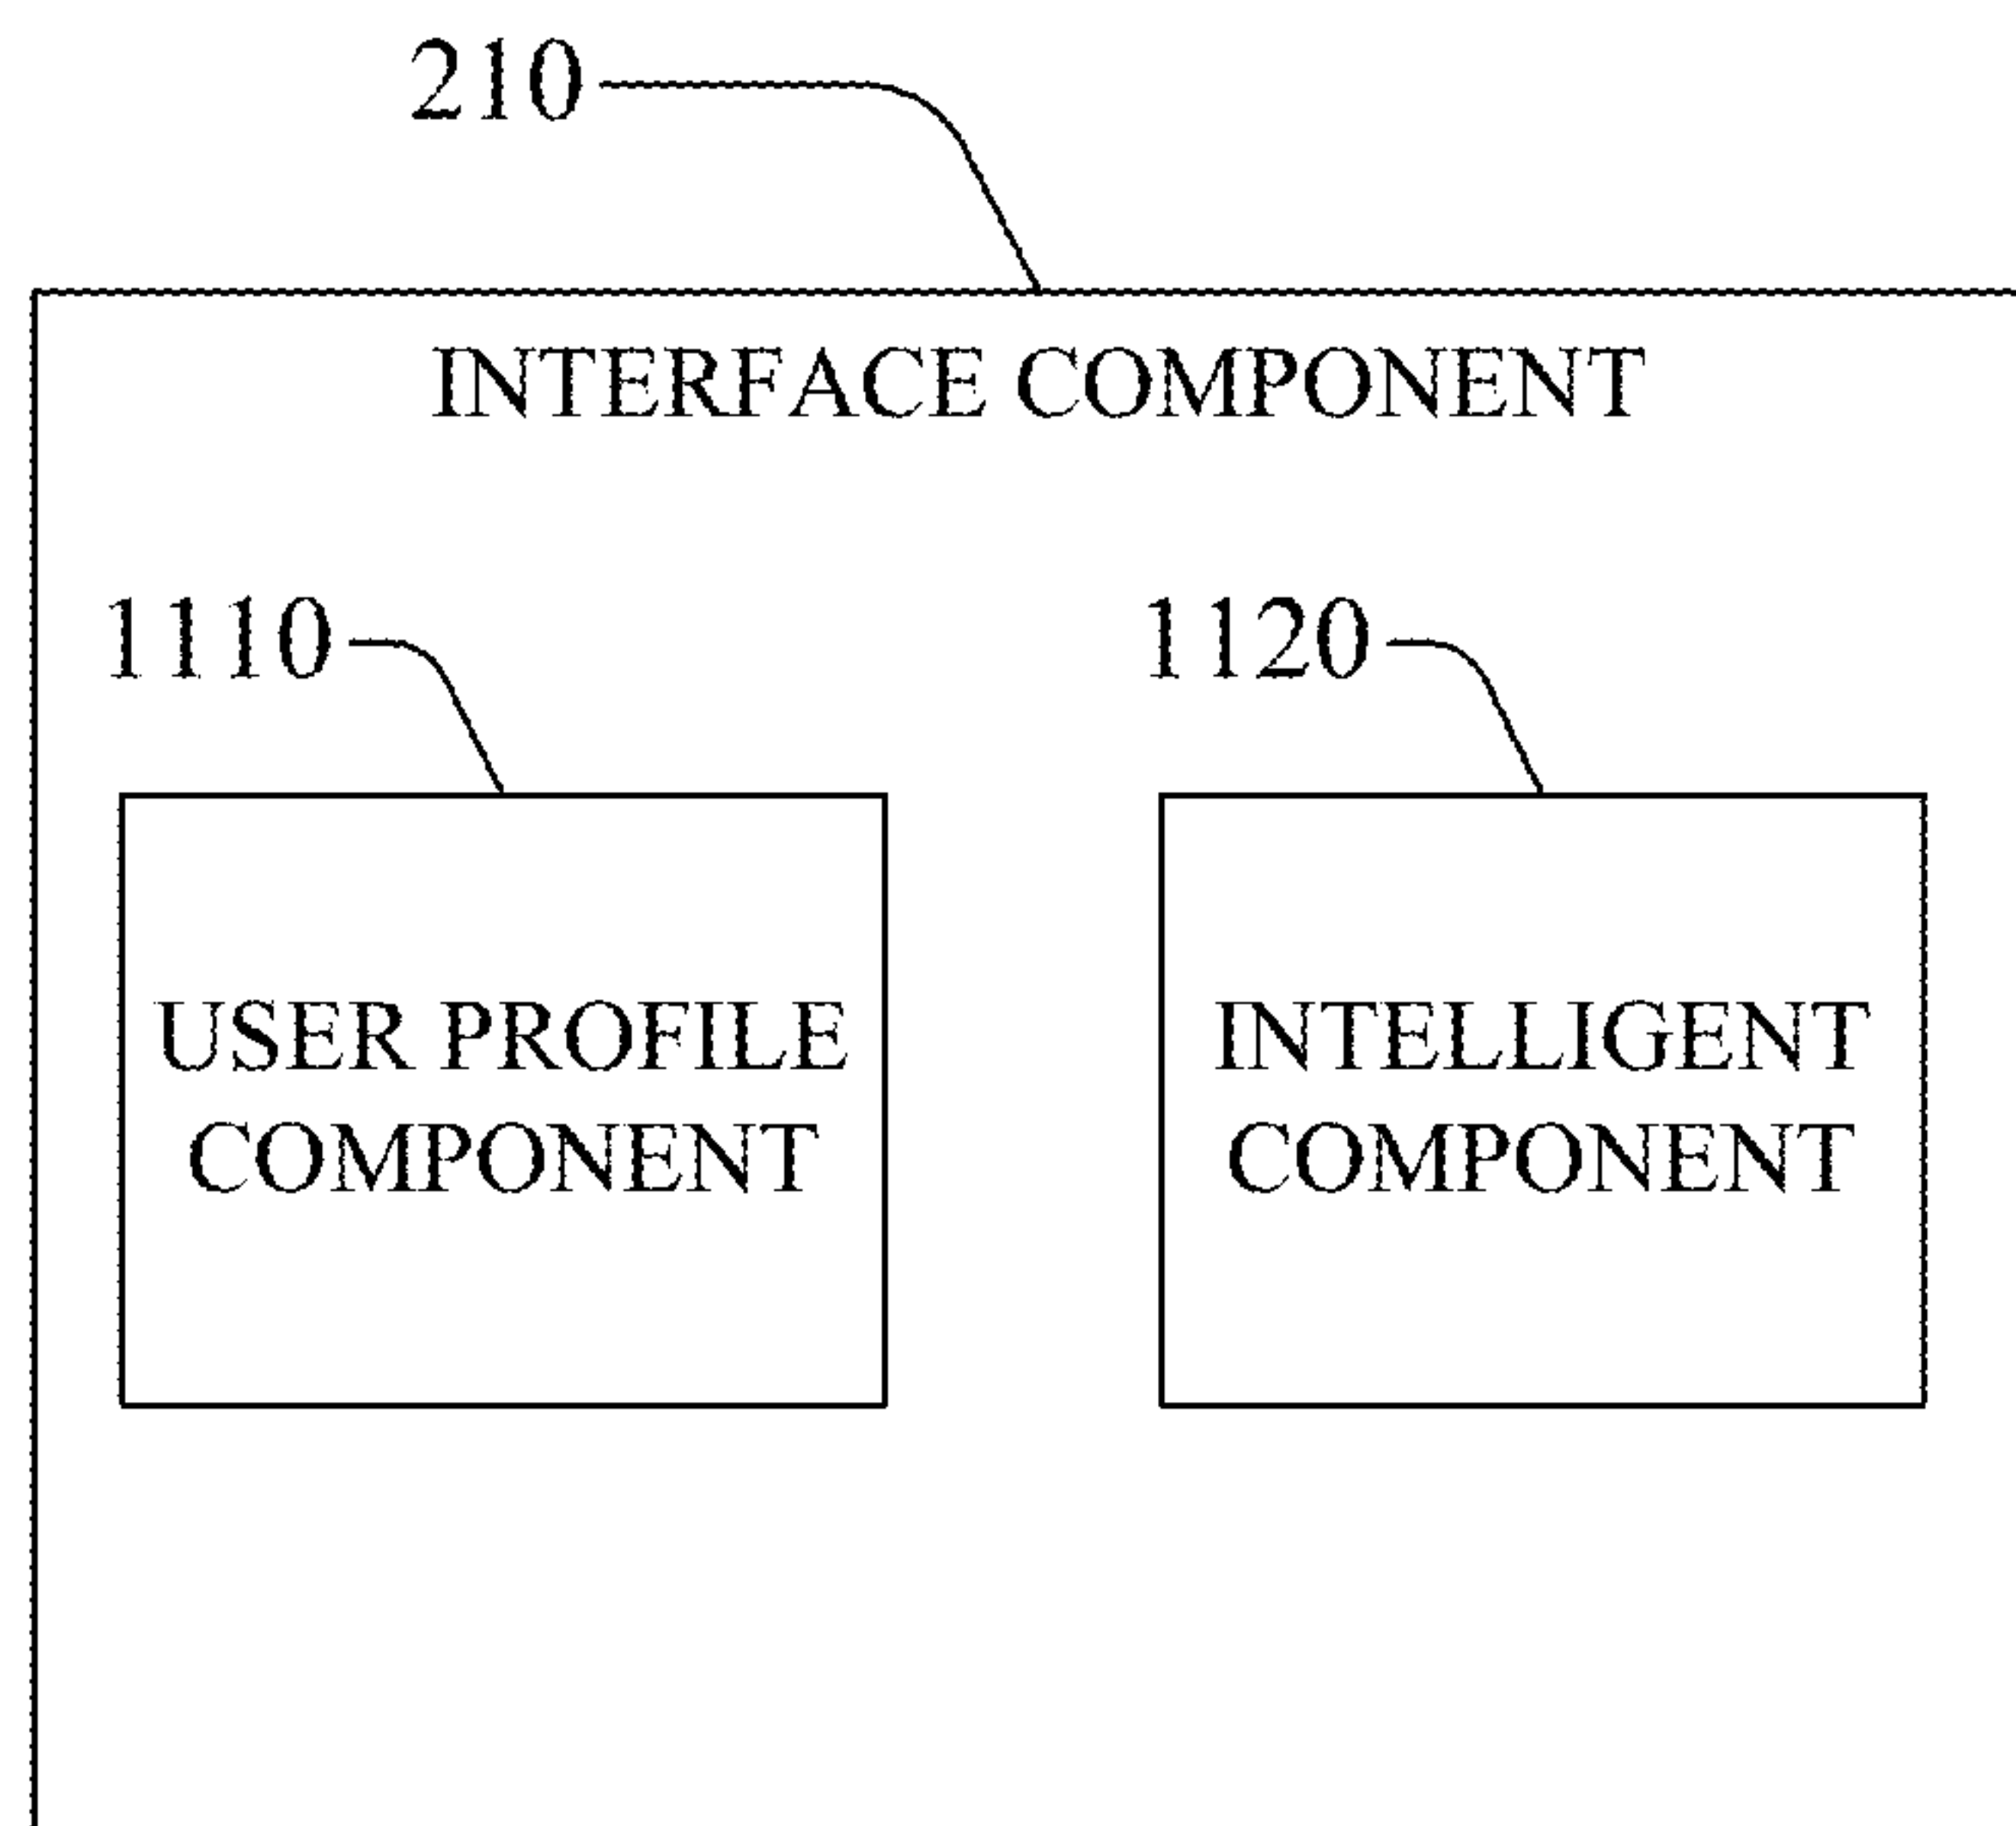 210
INTERFACE COMPONENT
1110
1120
USER PROFILE
COMPONENT
INTELLIGENT
COMPONENT